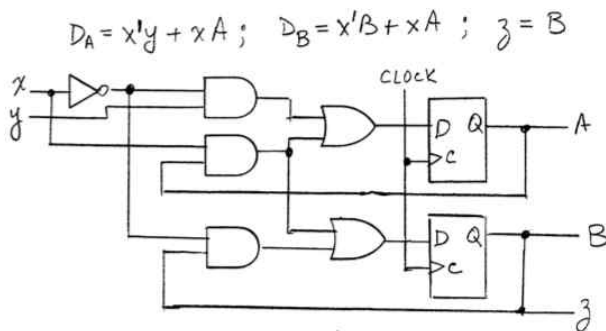 D_A = x'y + xA ; D_B = x'B + xA ; z = B
x
y
CLOCK
D Q A
C
D Q B
C
z